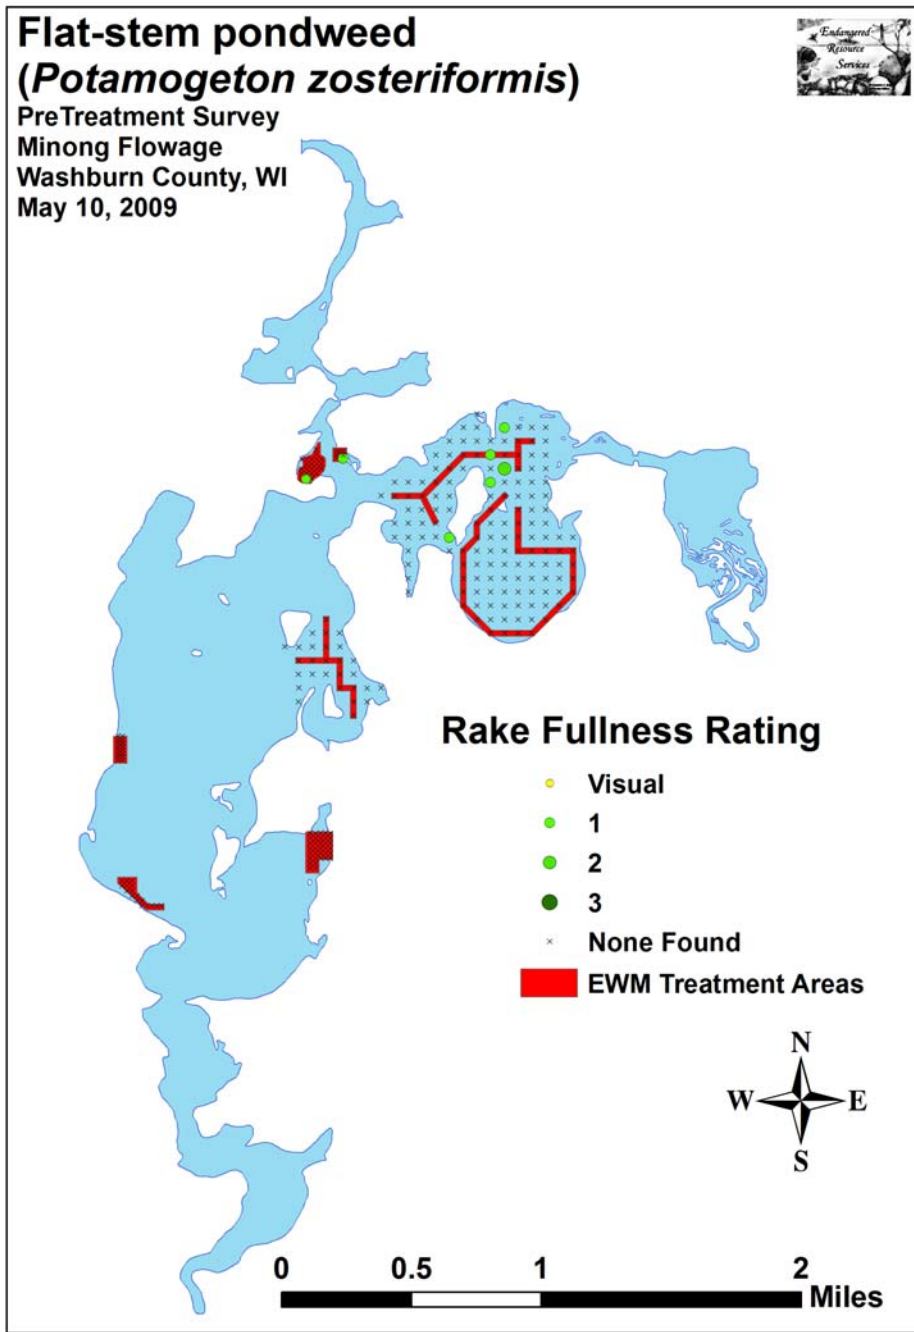 Flat-stem pondweed
(Potamogeton zosteriformis)
PreTreatment Survey
Minong Flowage
Washburn County, WI
May 10, 2009
Endangered
Resource
Services
Rake Fullness Rating
Visual
1
2
3
None Found
EWM Treatment Areas
N
W E
S
0 0.5 1 2
Miles